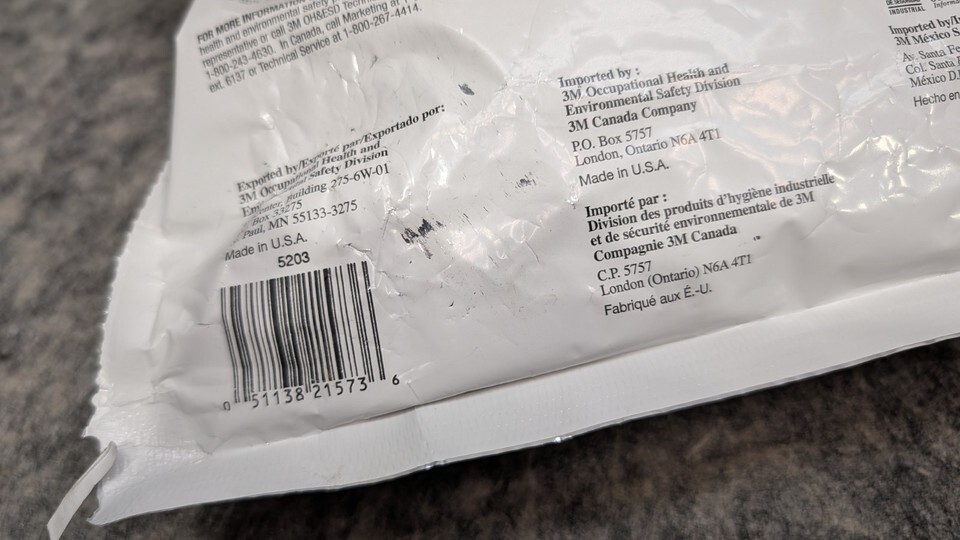 FOR MORE INFORMATION
health and environmental safety
representative or call 3M OH&ESD
1-800-243-4630. In Canada, call Marketing at
ext. 6137 or Technical Service at 1-800-267-4414.
Exported by/Exporté par/Exportado por:
3M Occupational Health and
Safety Division
Building 275-6W-01
Box 33275
Paul, MN 55133-3275
Made in U.S.A.
5203
0 51138 21573 6
Imported by :
3M Occupational Health and
Environmental Safety Division
3M Canada Company
P.O. Box 5757
London, Ontario N6A 4T1
Made in U.S.A.
Importé par :
Division des produits d'hygiène industrielle
et de sécurité environnementale de 3M
Compagnie 3M Canada
C.P. 5757
London (Ontario) N6A 4T1
Fabriqué aux É.-U.
INDUSTRIAL
Imported by/
3M México S.
Av. Santa Fe
Col. Santa
México D.
Hecho en